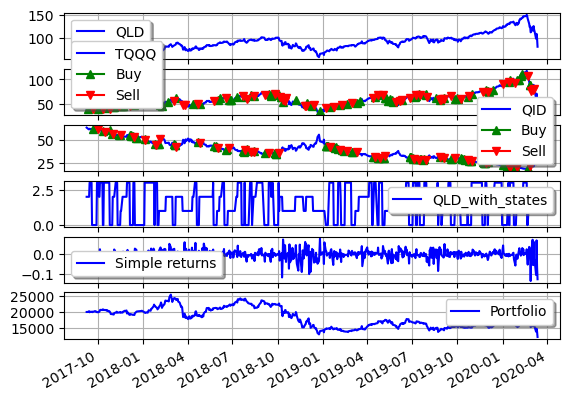 150
100
QLD
TQQQ
Buy
Sell
100
50
QID
Buy
Sell
50
25
2.5
0.0
QLD_with_states
0.0
−0.1
Simple returns
25000
20000
15000
Portfolio
2017-10
2018-01
2018-04
2018-07
2018-10
2019-01
2019-04
2019-07
2019-10
2020-01
2020-04